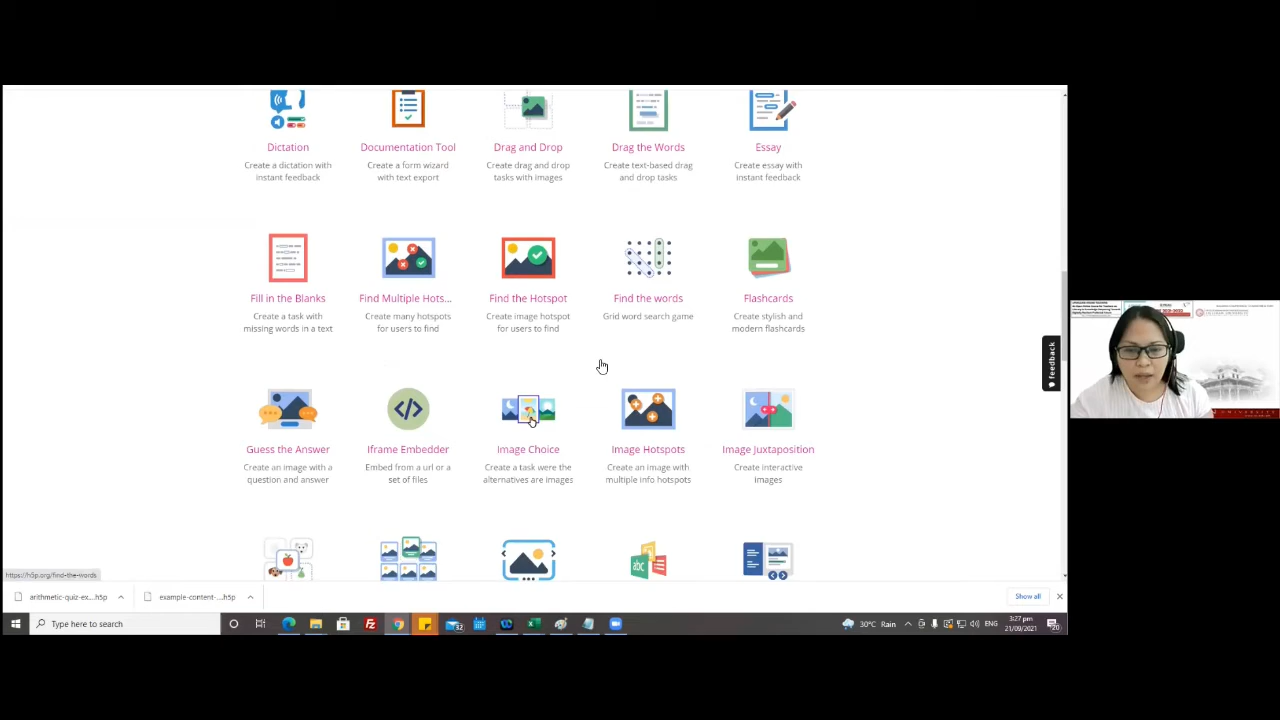 Dictation
Create a dictation with
instant feedback
Documentation Tool
Create a form wizard
with text export
Drag and Drop
Create drag and drop
tasks with images
Drag the Words
Create text-based drag
and drop tasks
Essay
Create essay with
instant feedback
Fill in the Blanks
Create a task with
missing words in a text
Find Multiple Hots...
Create many hotspots
for users to find
Find the Hotspot
Create image hotspot
for users to find
Find the words
Grid word search game
Flashcards
Create stylish and
modern flashcards
feedback
Guess the Answer
Create an image with a
question and answer
Iframe Embedder
Embed from a url or a
set of files
Image Choice
Create a task were the
alternatives are images
Image Hotspots
Create an image with
multiple info hotspots
Image Juxtaposition
Create interactive
images
abc
https://h5p.org/find-the-words
arithmetic-quiz-ex....h5p
example-content-....h5p
Show all
Type here to search
32
30°C Rain
ENG
3:27 pm
21/09/2021
20